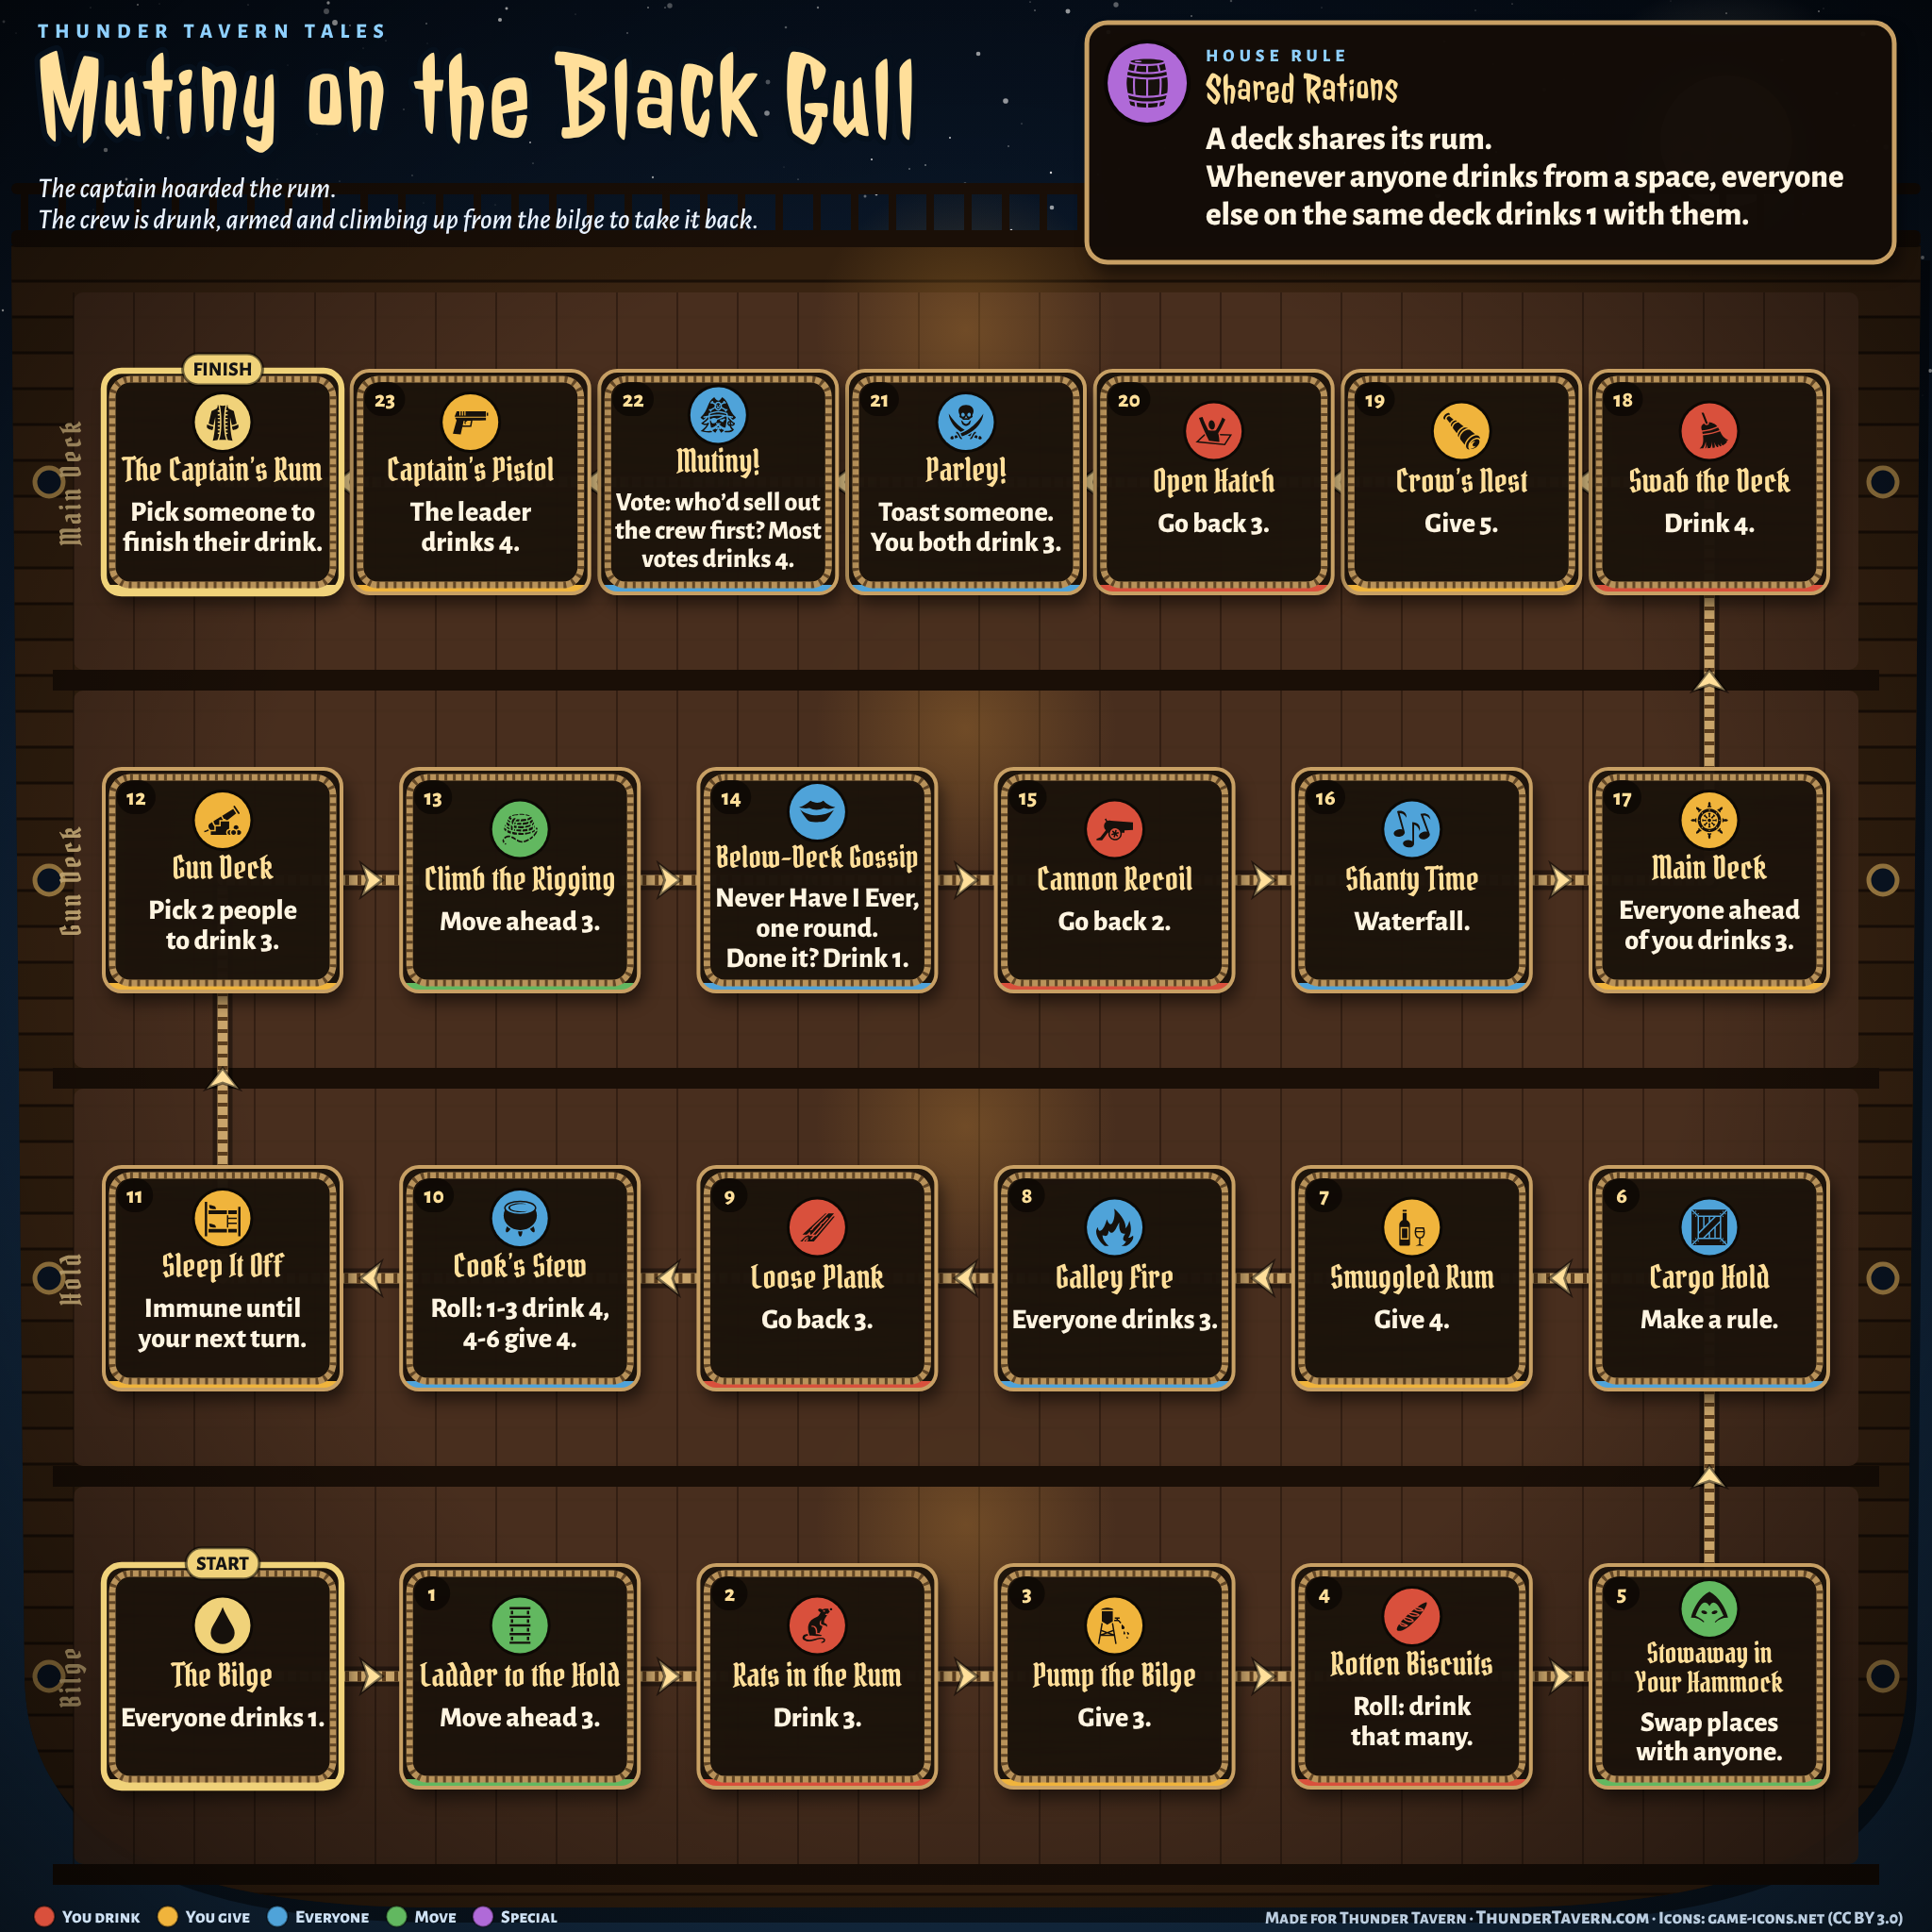 THUNDER TAVERN TALES
Mutiny on the Black Gull
The captain hoarded the rum.
The crew is drunk, armed and climbing up from the bilge to take it back.
HOUSE RULE
Shared Rations
A deck shares its rum.
Whenever anyone drinks from a space, everyone
else on the same deck drinks 1 with them.
Main Deck
FINISH
The Captain's Rum
Pick someone to
finish their drink.
23
Captain's Pistol
The leader
drinks 4.
22
Mutiny!
Vote: who'd sell out
the crew first? Most
votes drinks 4.
21
Parley!
Toast someone.
You both drink 3.
20
Open Hatch
Go back 3.
19
Crow's Nest
Give 5.
18
Swab the Deck
Drink 4.
Gun Deck
12
Gun Deck
Pick 2 people
to drink 3.
13
Climb the Rigging
Move ahead 3.
14
Below-Deck Gossip
Never Have I Ever,
one round.
Done it? Drink 1.
15
Cannon Recoil
Go back 2.
16
Shanty Time
Waterfall.
17
Main Deck
Everyone ahead
of you drinks 3.
Hold
11
Sleep It Off
Immune until
your next turn.
10
Cook's Stew
Roll: 1-3 drink 4,
4-6 give 4.
9
Loose Plank
Go back 3.
8
Galley Fire
Everyone drinks 3.
7
Smuggled Rum
Give 4.
6
Cargo Hold
Make a rule.
Bilge
START
The Bilge
Everyone drinks 1.
1
Ladder to the Hold
Move ahead 3.
2
Rats in the Rum
Drink 3.
3
Pump the Bilge
Give 3.
4
Rotten Biscuits
Roll: drink
that many.
5
Stowaway in
Your Hammock
Swap places
with anyone.
You drink
You give
Everyone
Move
Special
Made for Thunder Tavern · ThunderTavern.com · Icons: game-icons.net (CC BY 3.0)